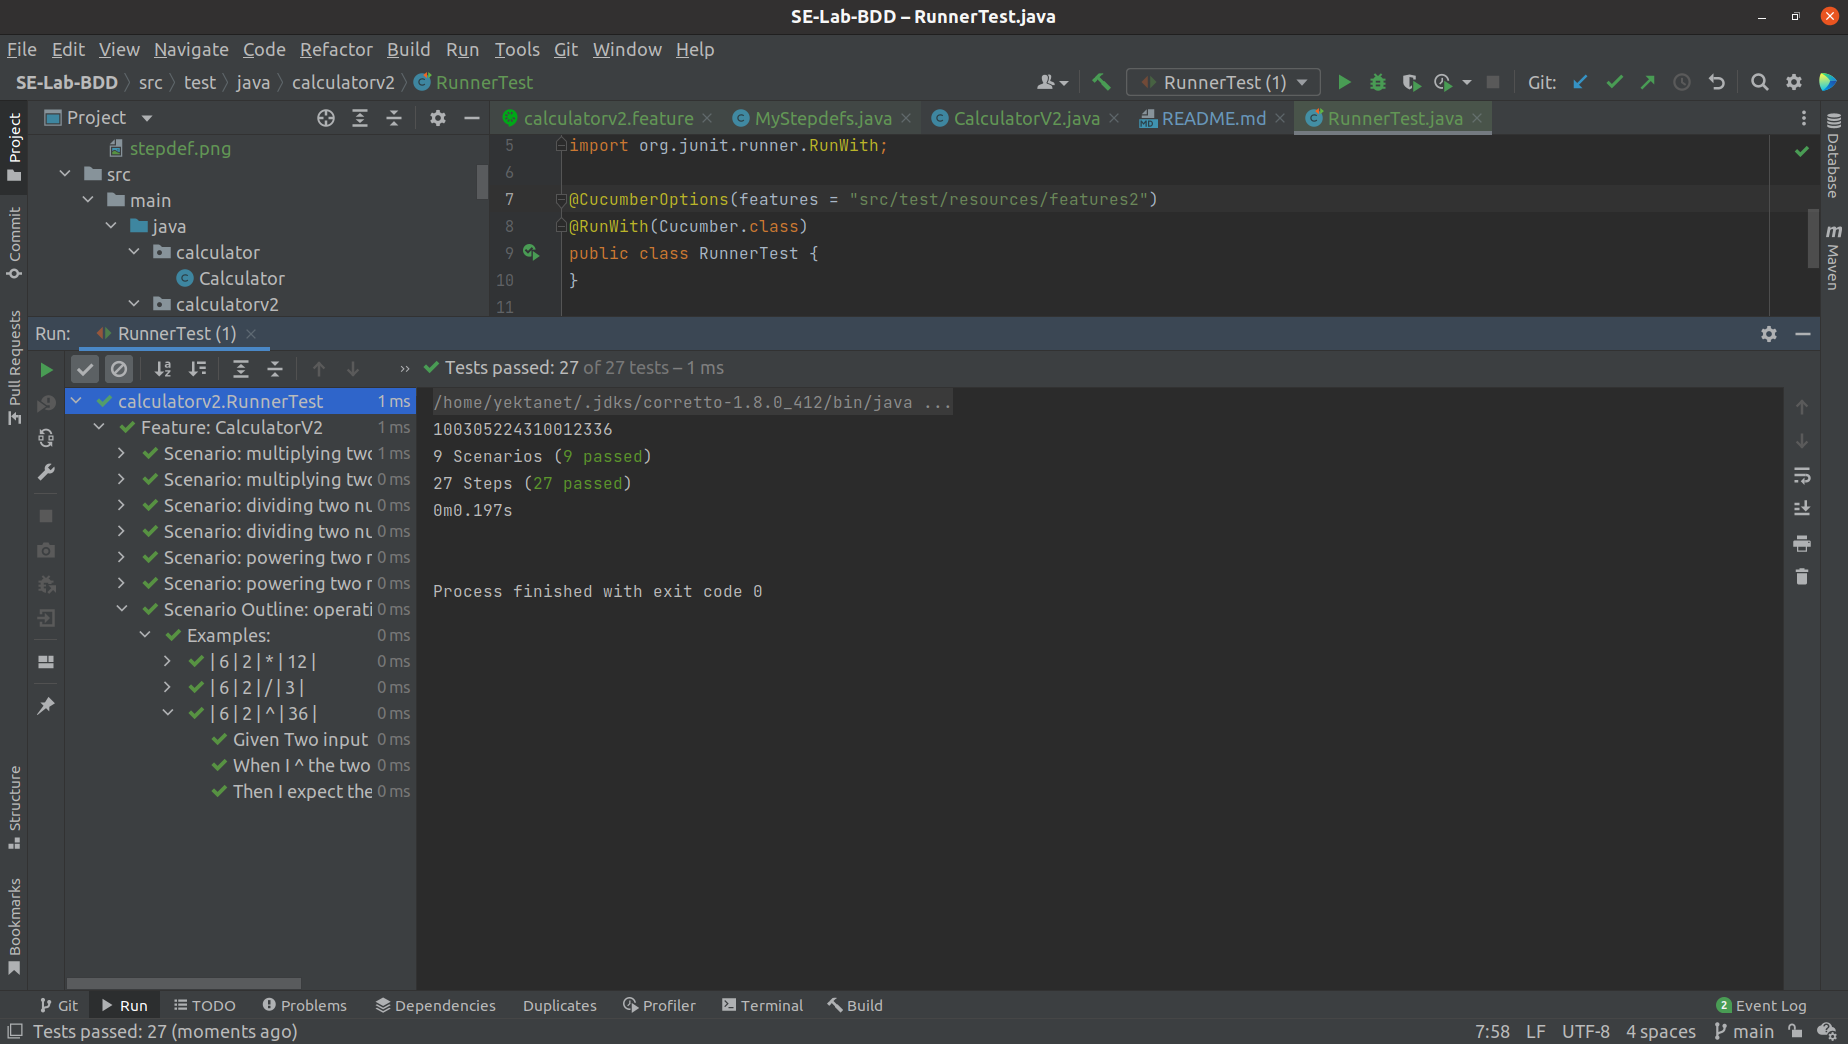 SE-Lab-BDD – RunnerTest.java
File Edit View Navigate Code Refactor Build Run Tools Git Window Help
SE-Lab-BDD src test java calculatorv2 RunnerTest
RunnerTest (1)
Git:
Project
calculatorv2.feature
MyStepdefs.java
CalculatorV2.java
README.md
RunnerTest.java
stepdef.png
src
main
java
calculator
Calculator
calculatorv2
5 import org.junit.runner.RunWith;
6
7 @CucumberOptions(features = "src/test/resources/features2")
8 @RunWith(Cucumber.class)
9 public class RunnerTest {
10 }
11
Project
Commit
Pull Requests
Structure
Bookmarks
Database
m Maven
Run: RunnerTest (1)
Tests passed: 27 of 27 tests – 1 ms
calculatorv2.RunnerTest 1 ms
Feature: CalculatorV2 1 ms
Scenario: multiplying two 1 ms
Scenario: multiplying two 0 ms
Scenario: dividing two nu 0 ms
Scenario: dividing two nu 0 ms
Scenario: powering two n 0 ms
Scenario: powering two n 0 ms
Scenario Outline: operati 0 ms
Examples: 0 ms
| 6 | 2 | * | 12 | 0 ms
| 6 | 2 | / | 3 | 0 ms
| 6 | 2 | ^ | 36 | 0 ms
Given Two input 0 ms
When I ^ the two 0 ms
Then I expect the 0 ms
/home/yektanet/.jdks/corretto-1.8.0_412/bin/java ...
100305224310012336
9 Scenarios (9 passed)
27 Steps (27 passed)
0m0.197s
Process finished with exit code 0
Git Run TODO Problems Dependencies Duplicates Profiler Terminal Build
2 Event Log
Tests passed: 27 (moments ago)
7:58 LF UTF-8 4 spaces main